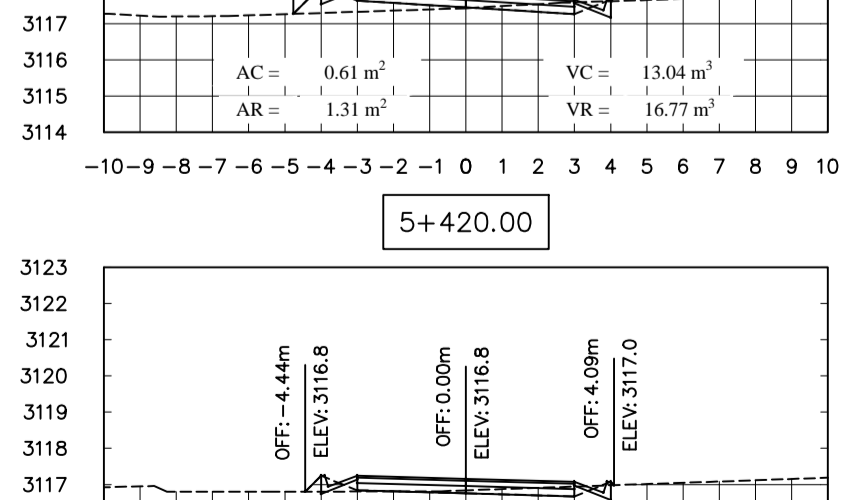 3117
3116
AC = 0.61 m²
VC = 13.04 m³
3115
AR = 1.31 m²
VR = 16.77 m³
3114
-10 -9 -8 -7 -6 -5 -4 -3 -2 -1 0 1 2 3 4 5 6 7 8 9 10
5+420.00
3123
3122
3121
3120
3119
3118
3117
OFF: -4.44m
ELEV: 3116.8
OFF: 0.00m
ELEV: 3116.8
OFF: 4.09m
ELEV: 3117.0